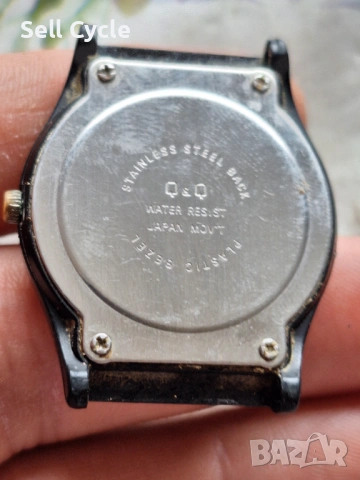 Sell Cycle
STAINLESS STEEL BACK
Q&Q
WATER RESIST
JAPAN MOV'T
PLASTIC BEZEL
BAZAR